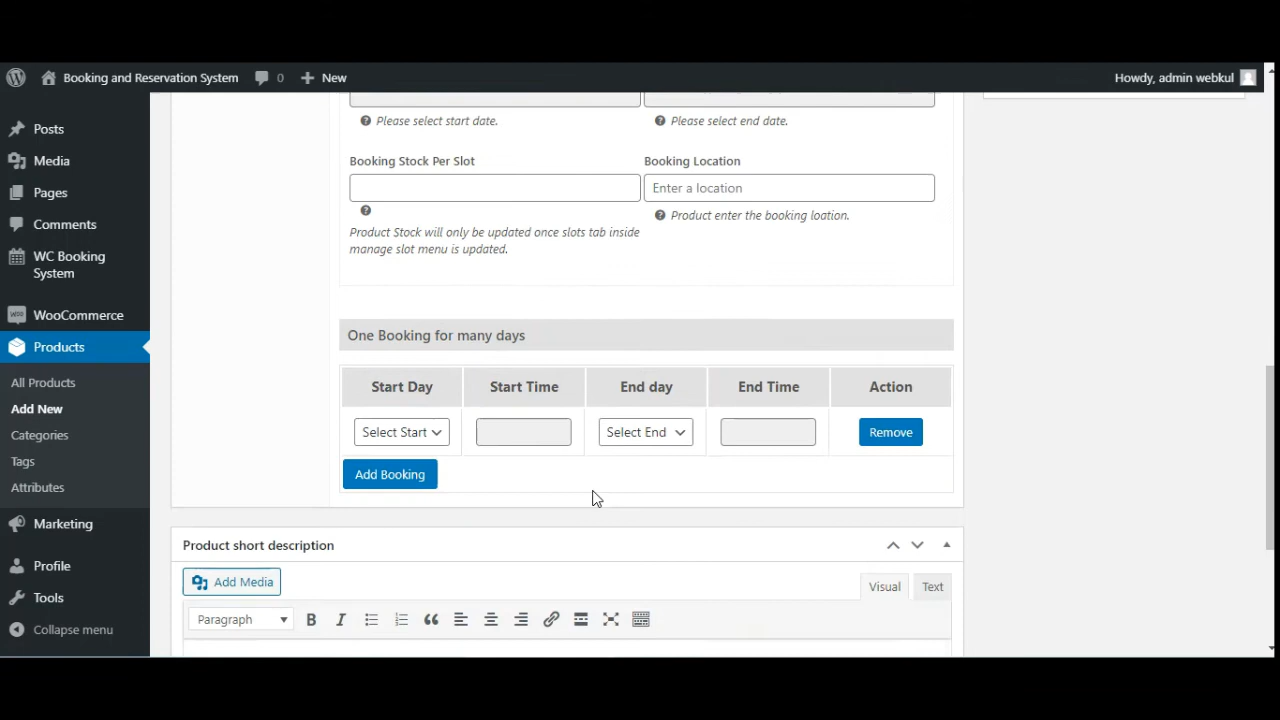 Booking and Reservation System
0
New
Howdy, admin webkul
Posts
Media
Pages
Comments
WC Booking
System
WooCommerce
Products
All Products
Add New
Categories
Tags
Attributes
Marketing
Profile
Tools
Collapse menu
Please select start date.
Please select end date.
Booking Stock Per Slot
Booking Location
Enter a location
Product enter the booking loation.
Product Stock will only be updated once slots tab inside
manage slot menu is updated.
One Booking for many days
Start Day
Start Time
End day
End Time
Action
Select Start
Select End
Remove
Add Booking
Product short description
Add Media
Visual
Text
Paragraph
B
I